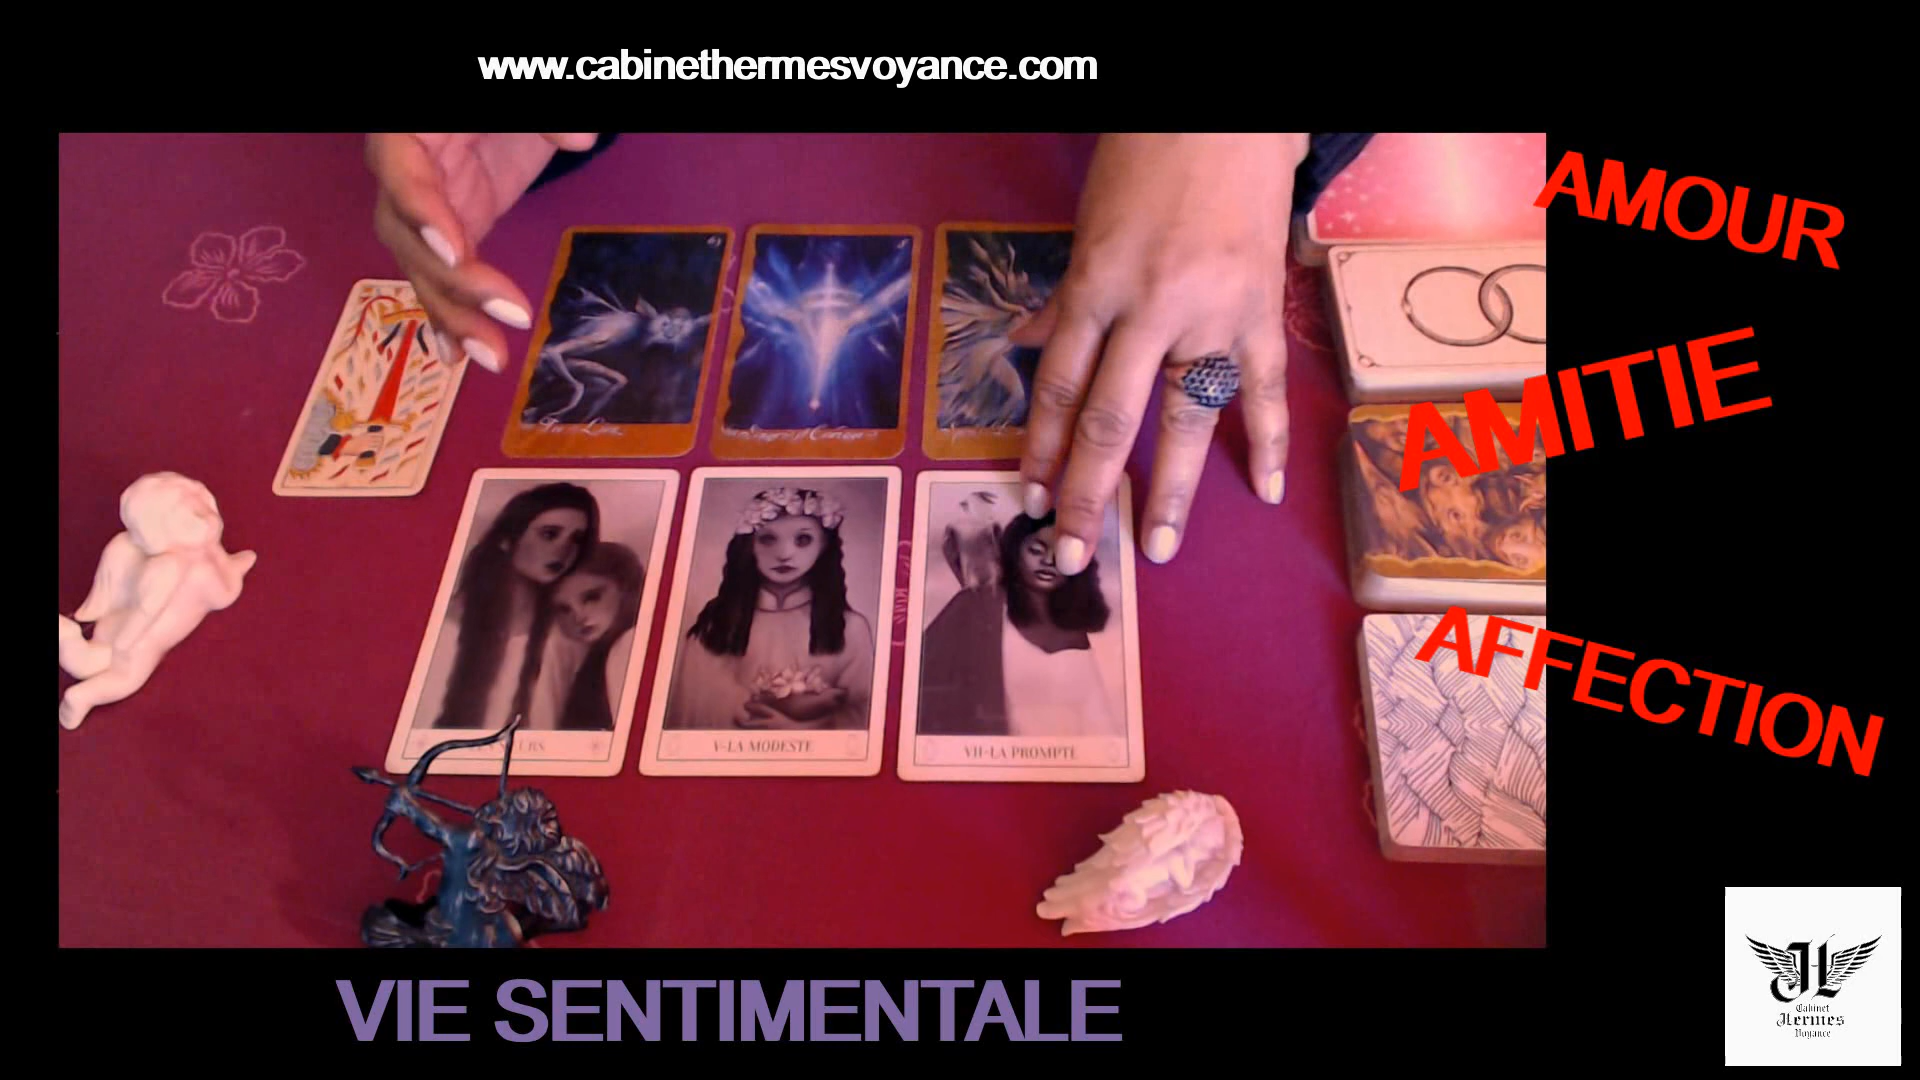 www.cabinethermesvoyance.com
AMOUR
AMITIE
AFFECTION
V-LA MODESTE
VII-LA PROMPTE
VIE SENTIMENTALE
Cabinet
Hermes
Voyance